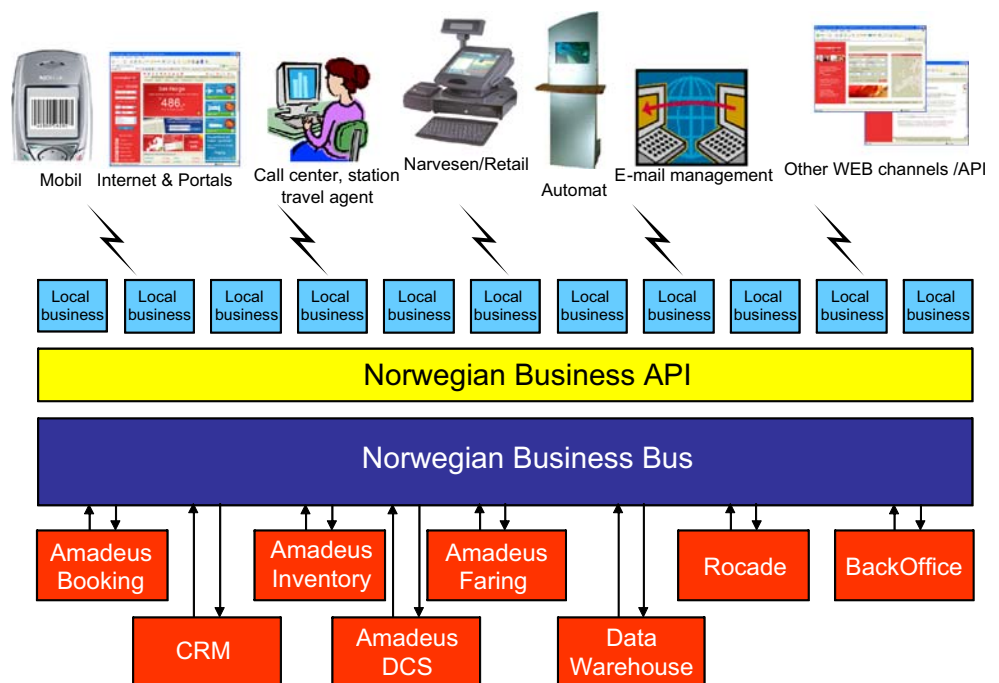 NOKIA
486,-
Mobil
Internet & Portals
Call center, station
travel agent
Narvesen/Retail
Automat
E-mail management
Other WEB channels /API
Local
business
Local
business
Local
business
Local
business
Local
business
Local
business
Local
business
Local
business
Local
business
Local
business
Local
business
Norwegian Business API
Norwegian Business Bus
Amadeus
Booking
Amadeus
Inventory
Amadeus
Faring
Rocade
BackOffice
CRM
Amadeus
DCS
Data
Warehouse